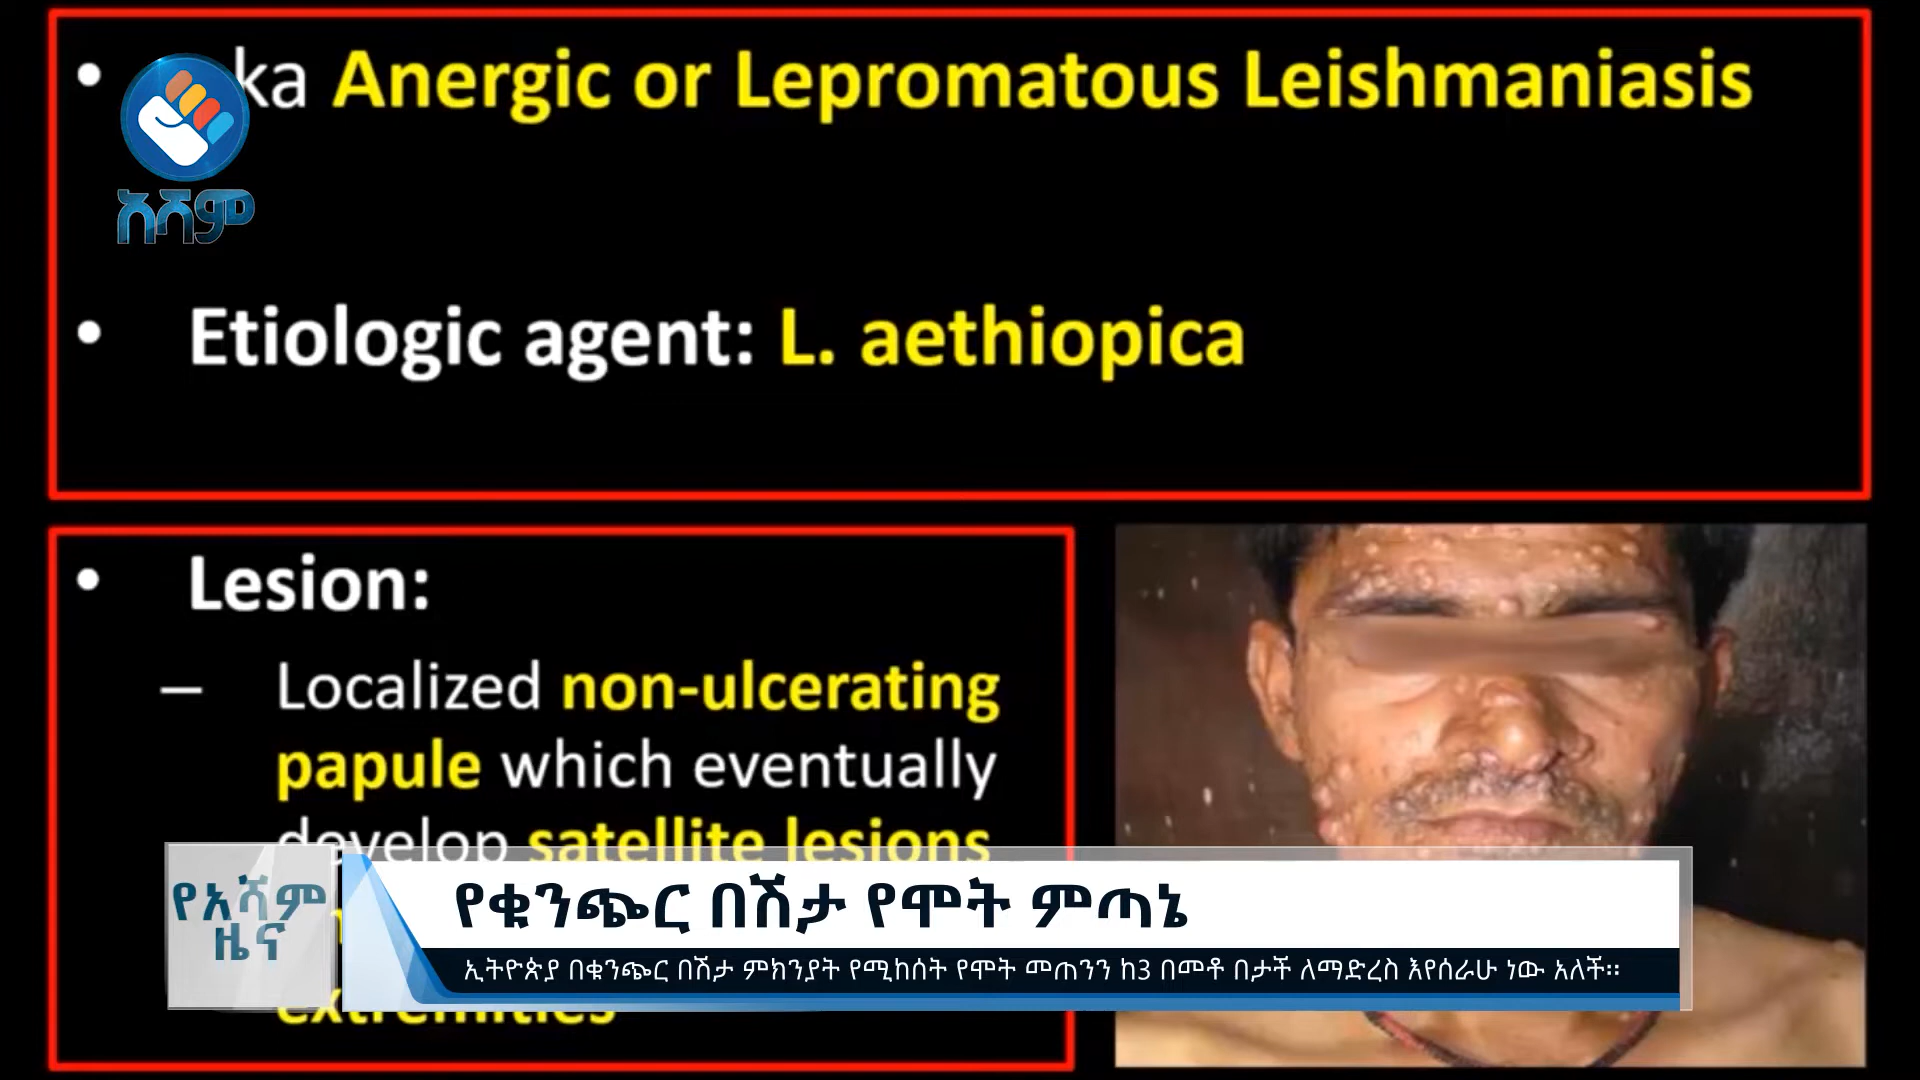 ka Anergic or Lepromatous Leishmaniasis
አሻም
Etiologic agent: L. aethiopica
Lesion:
– Localized non-ulcerating
papule which eventually
develop satellite lesions
extremities
የአሻም
ዜና
የቁንጭር በሽታ የሞት ምጣኔ
ኢትዮጵያ በቁንጭር በሽታ ምክንያት የሚከሰት የሞት መጠንን ከ3 በመቶ በታች ለማድረስ እየሰራሁ ነው አለች።